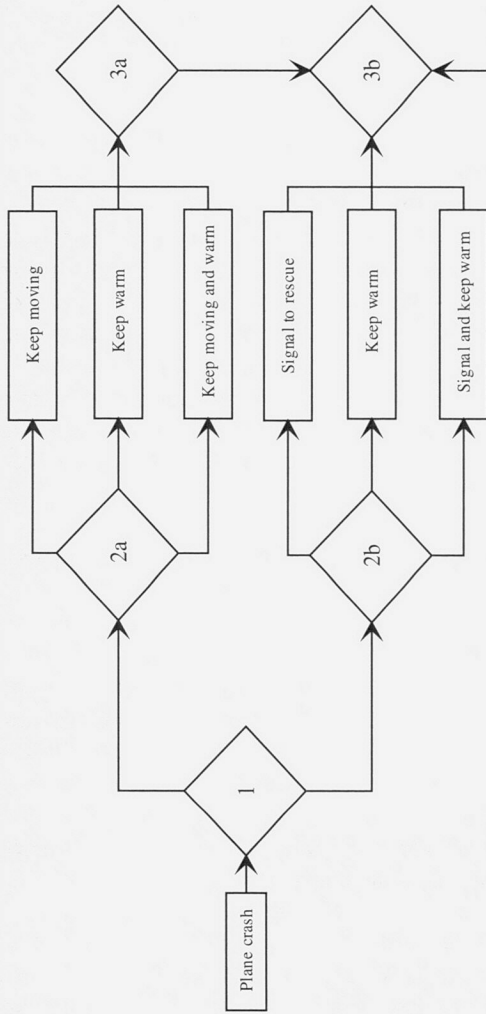 Plane crash
1
2a
2b
Keep moving
Keep warm
Keep moving and warm
Signal to rescue
Keep warm
Signal and keep warm
3a
3b